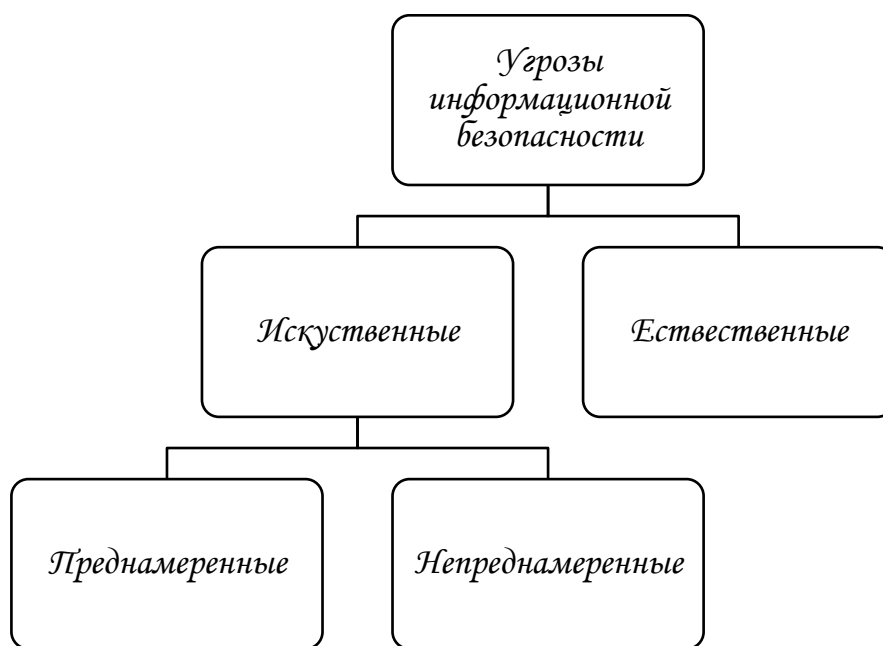 Угрозы
информационной
безопасности
Искуственные
Ествественные
Преднамеренные
Непреднамеренные